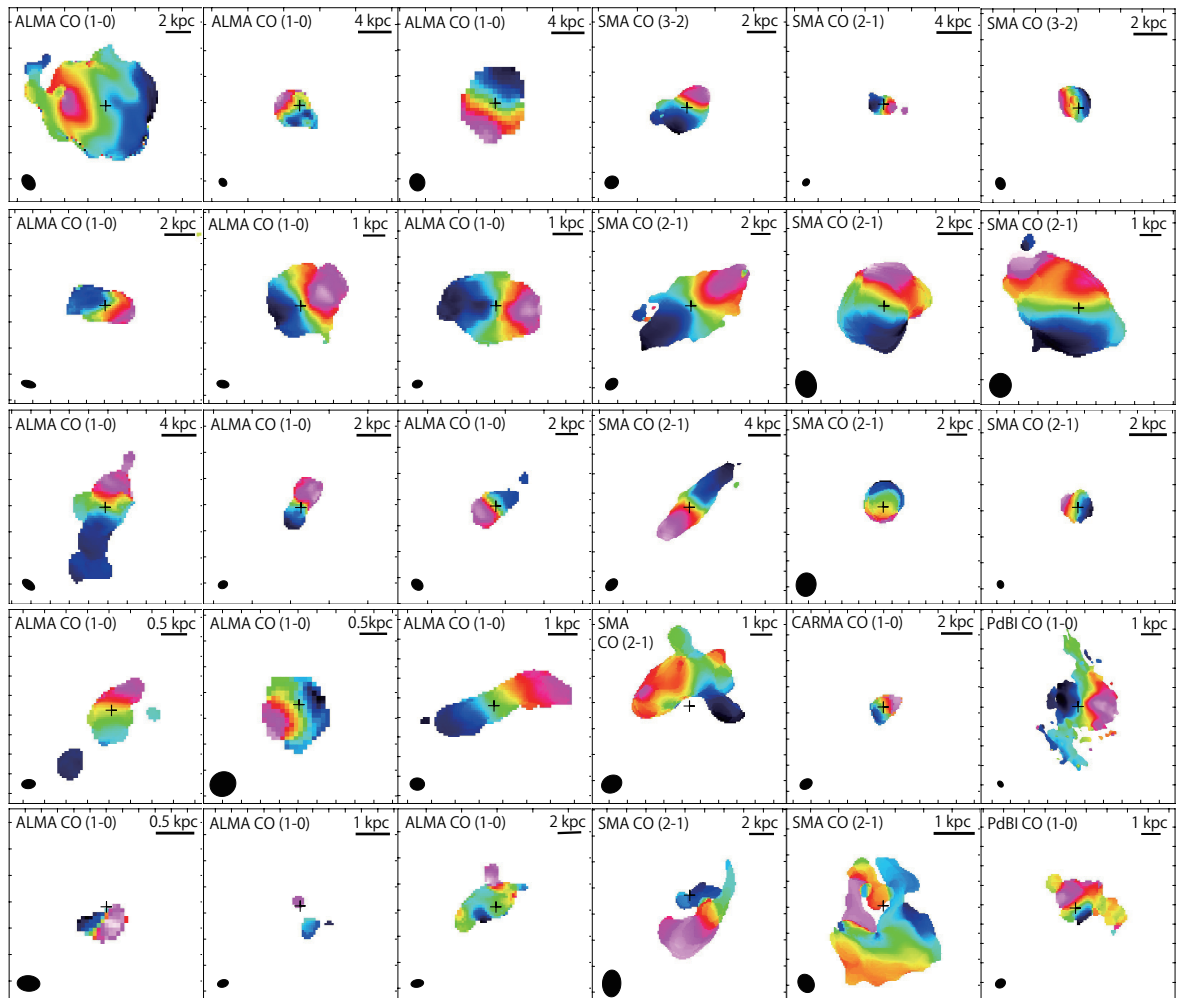 ALMA CO (1-0) 2 kpc
ALMA CO (1-0) 4 kpc
ALMA CO (1-0) 4 kpc
SMA CO (3-2) 2 kpc
SMA CO (2-1) 4 kpc
SMA CO (3-2) 2 kpc
ALMA CO (1-0) 2 kpc
ALMA CO (1-0) 1 kpc
ALMA CO (1-0) 1 kpc
SMA CO (2-1) 2 kpc
SMA CO (2-1) 2 kpc
SMA CO (2-1) 1 kpc
ALMA CO (1-0) 4 kpc
ALMA CO (1-0) 2 kpc
ALMA CO (1-0) 2 kpc
SMA CO (2-1) 4 kpc
SMA CO (2-1) 2 kpc
SMA CO (2-1) 2 kpc
ALMA CO (1-0) 0.5 kpc
ALMA CO (1-0) 0.5kpc
ALMA CO (1-0) 1 kpc
SMA 1 kpc
CO (2-1)
CARMA CO (1-0) 2 kpc
PdBI CO (1-0) 1 kpc
ALMA CO (1-0) 0.5 kpc
ALMA CO (1-0) 1 kpc
ALMA CO (1-0) 2 kpc
SMA CO (2-1) 2 kpc
SMA CO (2-1) 1 kpc
PdBI CO (1-0) 1 kpc